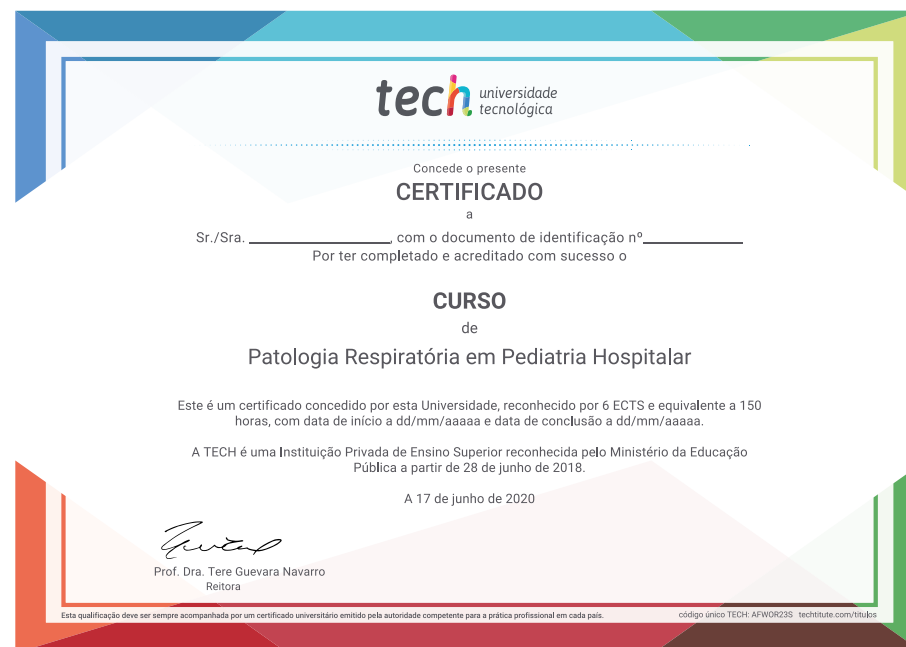 tech universidade
tecnológica
Concede o presente
CERTIFICADO
a
Sr./Sra. ________________, com o documento de identificação nº____________
Por ter completado e acreditado com sucesso o
CURSO
de
Patologia Respiratória em Pediatria Hospitalar
Este é um certificado concedido por esta Universidade, reconhecido por 6 ECTS e equivalente a 150
horas, com data de início a dd/mm/aaaaa e data de conclusão a dd/mm/aaaaa.
A TECH é uma Instituição Privada de Ensino Superior reconhecida pelo Ministério da Educação
Pública a partir de 28 de junho de 2018.
A 17 de junho de 2020
Prof. Dra. Tere Guevara Navarro
Reitora
Esta qualificação deve ser sempre acompanhada por um certificado universitário emitido pela autoridade competente para a prática profissional em cada país.
código único TECH: AFWOR23S techtitute.com/titulos